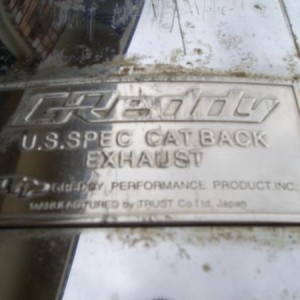 GReddy
U.S.SPEC CAT BACK
EXHAUST
GREDDY PERFORMANCE PRODUCT.INC.
MANUFACTURED by TRUST Co.Ltd, Japan